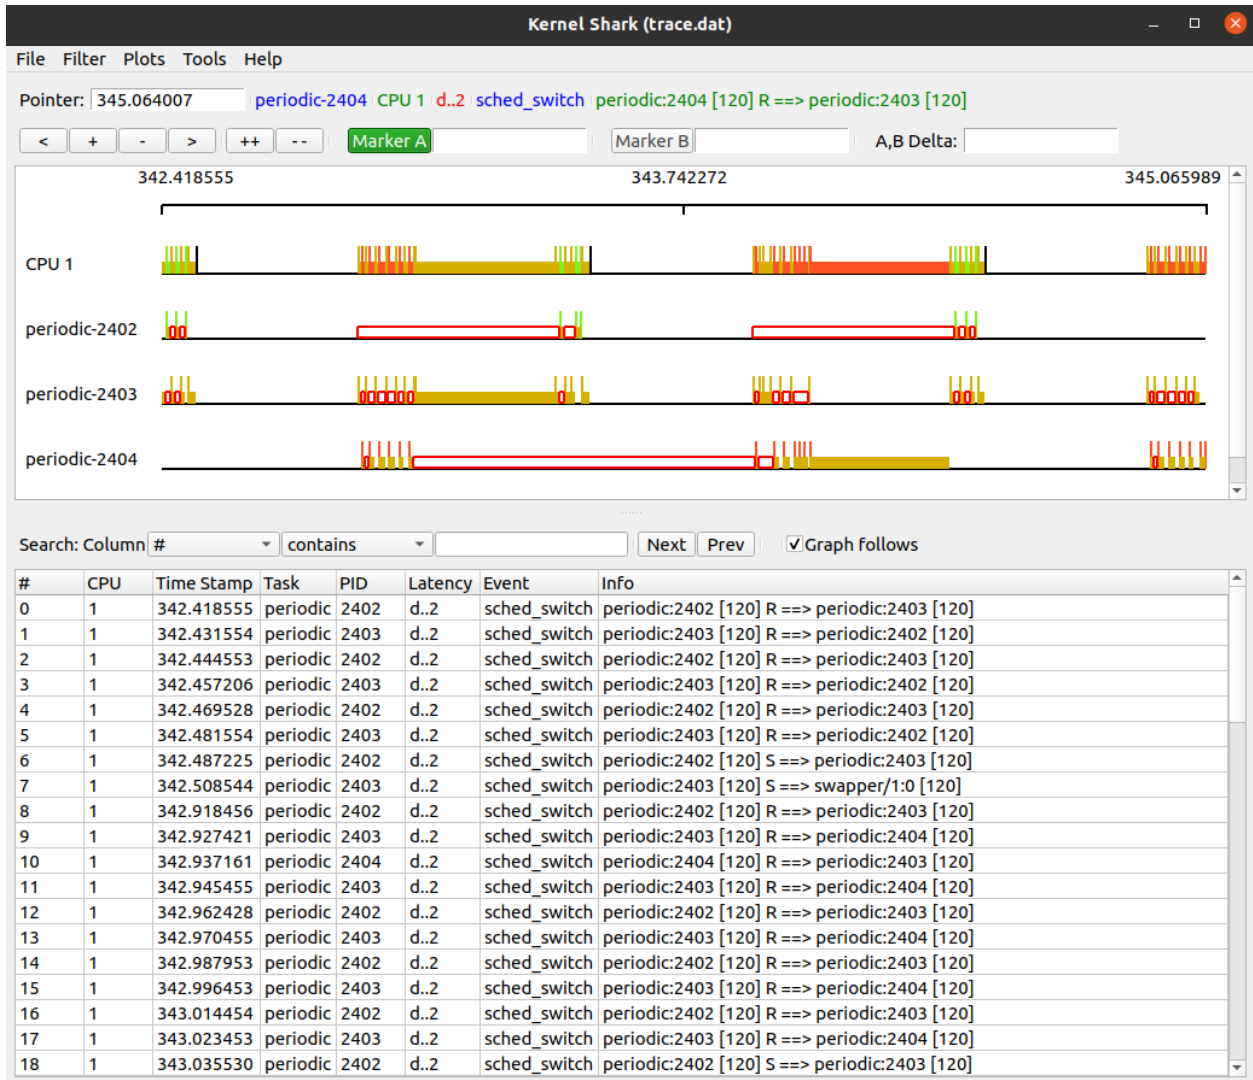 Kernel Shark (trace.dat)
File Filter Plots Tools Help
Pointer: 345.064007 periodic-2404 CPU 1 d..2 sched_switch periodic:2404 [120] R ==> periodic:2403 [120]
< + - > ++ -- Marker A Marker B A,B Delta:
342.418555 343.742272 345.065989
CPU 1
periodic-2402
periodic-2403
periodic-2404
Search: Column # contains Next Prev Graph follows
# CPU Time Stamp Task PID Latency Event Info
0 1 342.418555 periodic 2402 d..2 sched_switch periodic:2402 [120] R ==> periodic:2403 [120]
1 1 342.431554 periodic 2403 d..2 sched_switch periodic:2403 [120] R ==> periodic:2402 [120]
2 1 342.444553 periodic 2402 d..2 sched_switch periodic:2402 [120] R ==> periodic:2403 [120]
3 1 342.457206 periodic 2403 d..2 sched_switch periodic:2403 [120] R ==> periodic:2402 [120]
4 1 342.469528 periodic 2402 d..2 sched_switch periodic:2402 [120] R ==> periodic:2403 [120]
5 1 342.481554 periodic 2403 d..2 sched_switch periodic:2403 [120] R ==> periodic:2402 [120]
6 1 342.487225 periodic 2402 d..2 sched_switch periodic:2402 [120] S ==> periodic:2403 [120]
7 1 342.508544 periodic 2403 d..2 sched_switch periodic:2403 [120] S ==> swapper/1:0 [120]
8 1 342.918456 periodic 2402 d..2 sched_switch periodic:2402 [120] R ==> periodic:2403 [120]
9 1 342.927421 periodic 2403 d..2 sched_switch periodic:2403 [120] R ==> periodic:2404 [120]
10 1 342.937161 periodic 2404 d..2 sched_switch periodic:2404 [120] R ==> periodic:2403 [120]
11 1 342.945455 periodic 2403 d..2 sched_switch periodic:2403 [120] R ==> periodic:2404 [120]
12 1 342.962428 periodic 2402 d..2 sched_switch periodic:2402 [120] R ==> periodic:2403 [120]
13 1 342.970455 periodic 2403 d..2 sched_switch periodic:2403 [120] R ==> periodic:2404 [120]
14 1 342.987953 periodic 2402 d..2 sched_switch periodic:2402 [120] R ==> periodic:2403 [120]
15 1 342.996453 periodic 2403 d..2 sched_switch periodic:2403 [120] R ==> periodic:2404 [120]
16 1 343.014454 periodic 2402 d..2 sched_switch periodic:2402 [120] R ==> periodic:2403 [120]
17 1 343.023453 periodic 2403 d..2 sched_switch periodic:2403 [120] R ==> periodic:2404 [120]
18 1 343.035530 periodic 2402 d..2 sched_switch periodic:2402 [120] S ==> periodic:2403 [120]